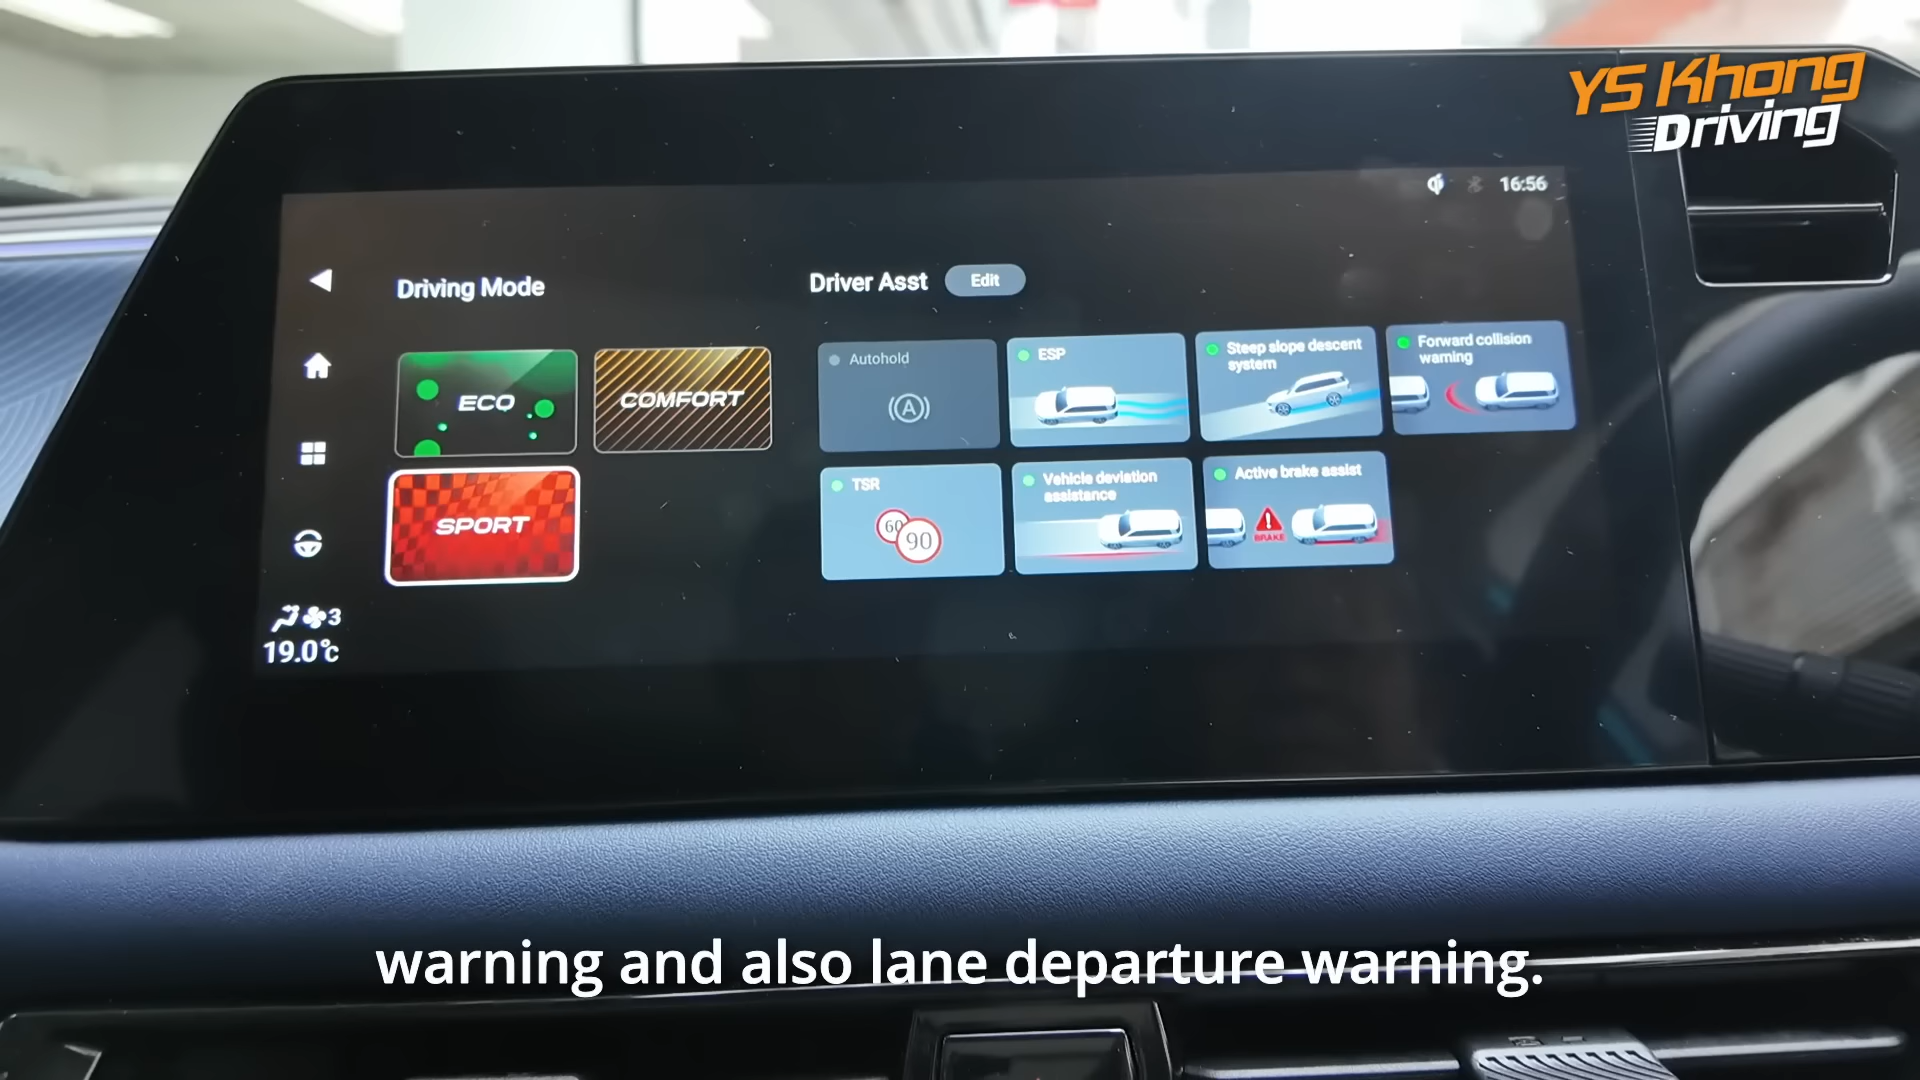 YS Khong
Driving
16:56
Driving Mode
Driver Asst
Edit
ECO
COMFORT
SPORT
Autohold
A
ESP
Steep slope descent
system
Forward collision
warning
TSR
60
90
Vehicle deviation
assistance
Active brake assist
BRAKE
3
19.0°c
warning and also lane departure warning.